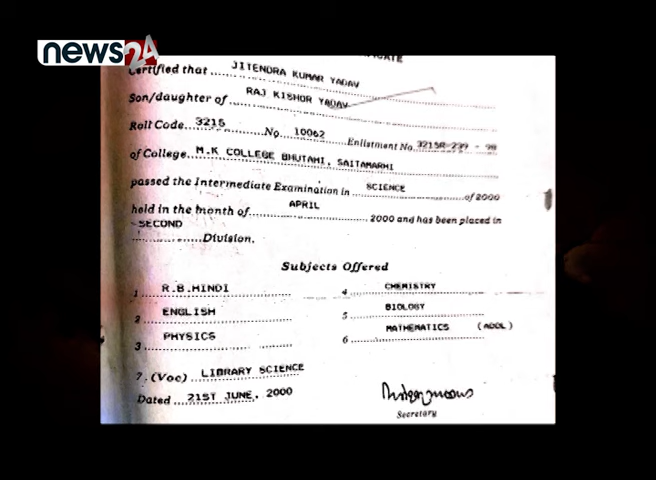 news24
Certified that JITENDRA KUMAR YADAV
Son/daughter of RAJ KISHOR YADAV
Roll Code 3215 No. 10062 Enlistment No. 3215R-239 - 98
of College M.K COLLEGE BHUTAHI, SAITAMARHI
passed the Intermediate Examination in SCIENCE of 2000
held in the month of APRIL 2000 and has been placed in
SECOND Division.
Subjects Offered
1 R.B.HINDI 4 CHEMISTRY
2 ENGLISH 5 BIOLOGY
3 PHYSICS 6 MATHEMATICS (ADDL)
7. (Voc) LIBRARY SCIENCE
Dated 21ST JUNE, 2000
Secretary